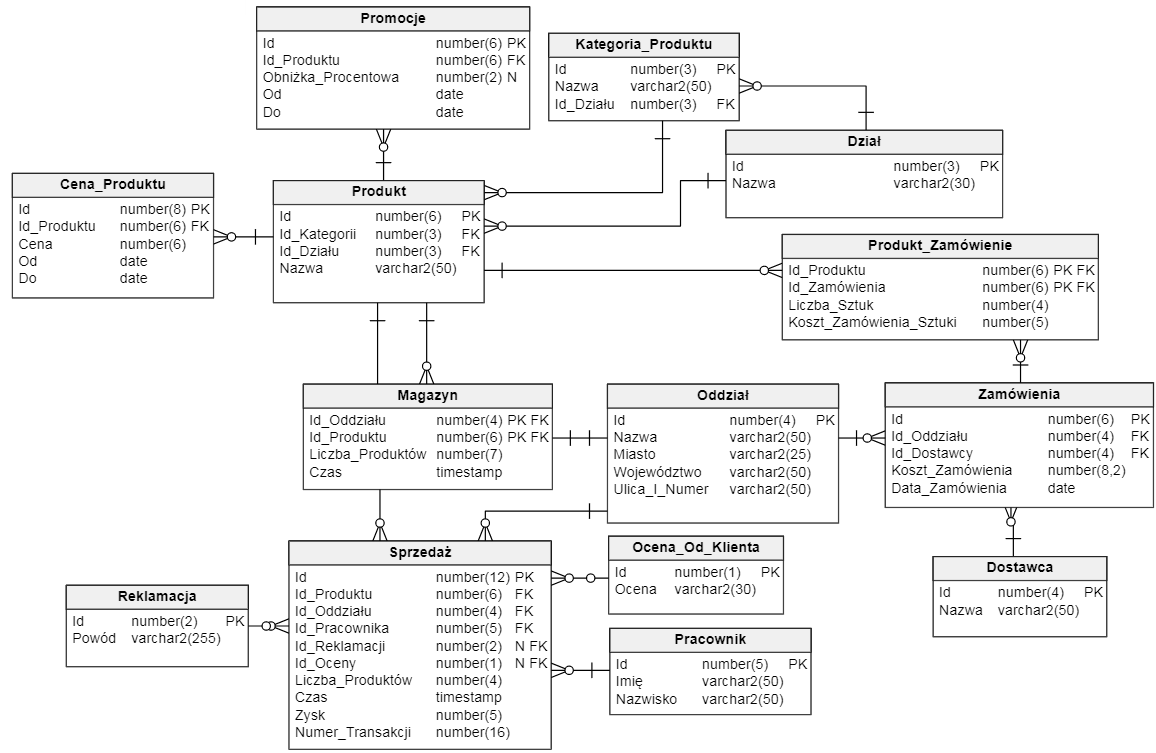 Promocje
Id number(6) PK
Id_Produktu number(6) FK
Obniżka_Procentowa number(2) N
Od date
Do date
Kategoria_Produktu
Id number(3) PK
Nazwa varchar2(50)
Id_Działu number(3) FK
Dział
Id number(3) PK
Nazwa varchar2(30)
Cena_Produktu
Id number(8) PK
Id_Produktu number(6) FK
Cena number(6)
Od date
Do date
Produkt
Id number(6) PK
Id_Kategorii number(3) FK
Id_Działu number(3) FK
Nazwa varchar2(50)
Produkt_Zamówienie
Id_Produktu number(6) PK FK
Id_Zamówienia number(6) PK FK
Liczba_Sztuk number(4)
Koszt_Zamówienia_Sztuki number(5)
Magazyn
Id_Oddziału number(4) PK FK
Id_Produktu number(6) PK FK
Liczba_Produktów number(7)
Czas timestamp
Oddział
Id number(4) PK
Nazwa varchar2(50)
Miasto varchar2(25)
Województwo varchar2(50)
Ulica_I_Numer varchar2(50)
Zamówienia
Id number(6) PK
Id_Oddziału number(4) FK
Id_Dostawcy number(4) FK
Koszt_Zamówienia number(8,2)
Data_Zamówienia date
Sprzedaż
Id number(12) PK
Id_Produktu number(6) FK
Id_Oddziału number(4) FK
Id_Pracownika number(5) FK
Id_Reklamacji number(2) N FK
Id_Oceny number(1) N FK
Liczba_Produktów number(4)
Czas timestamp
Zysk number(5)
Numer_Transakcji number(16)
Ocena_Od_Klienta
Id number(1) PK
Ocena varchar2(30)
Dostawca
Id number(4) PK
Nazwa varchar2(50)
Reklamacja
Id number(2) PK
Powód varchar2(255)
Pracownik
Id number(5) PK
Imię varchar2(50)
Nazwisko varchar2(50)